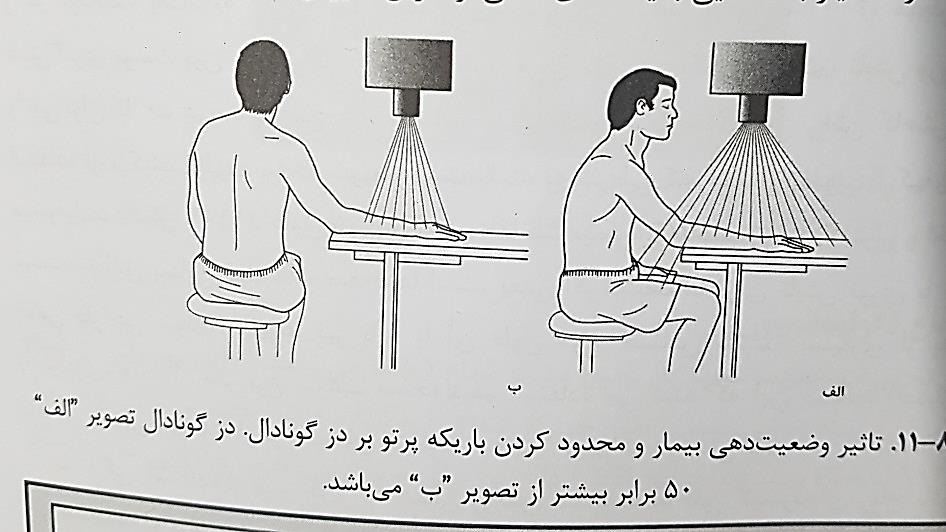 الف
ب
۸–۱۱. تاثیر وضعیت‌دهی بیمار و محدود کردن باریکه پرتو بر دز گونادال. دز گونادال تصویر ”الف“
۵۰ برابر بیشتر از تصویر ”ب“ می‌باشد.